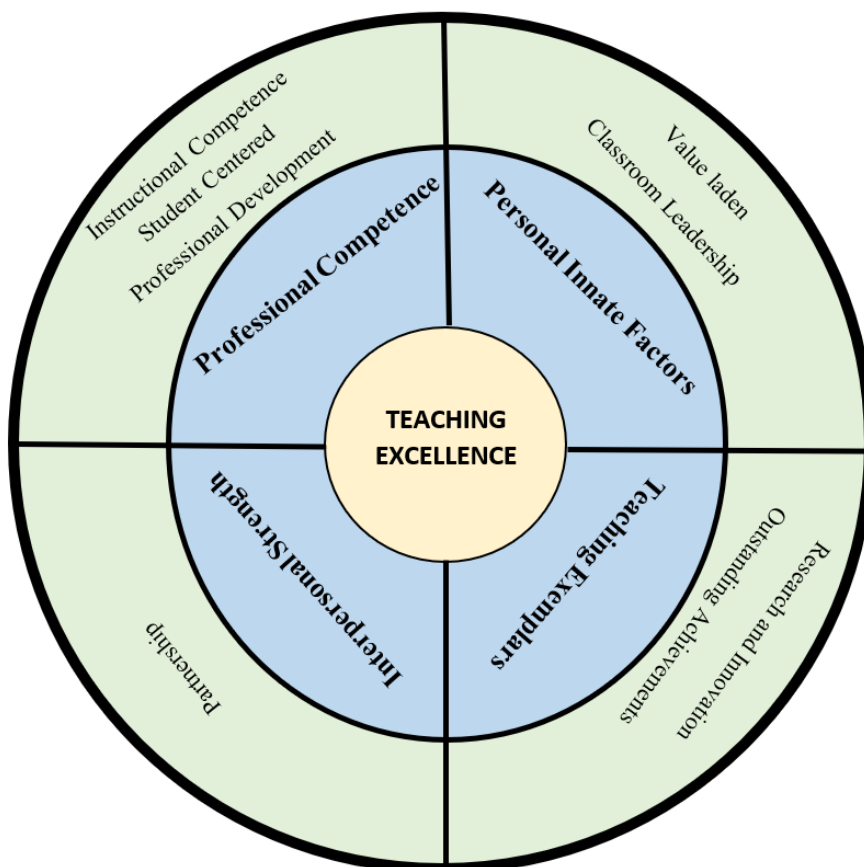 Instructional Competence
Student Centered
Professional Development
Professional Competence
Value laden
Classroom Leadership
Personal Innate Factors
TEACHING
EXCELLENCE
Interpersonal Strength
Partnership
Teaching Exemplars
Outstanding Achievements
Research and Innovation